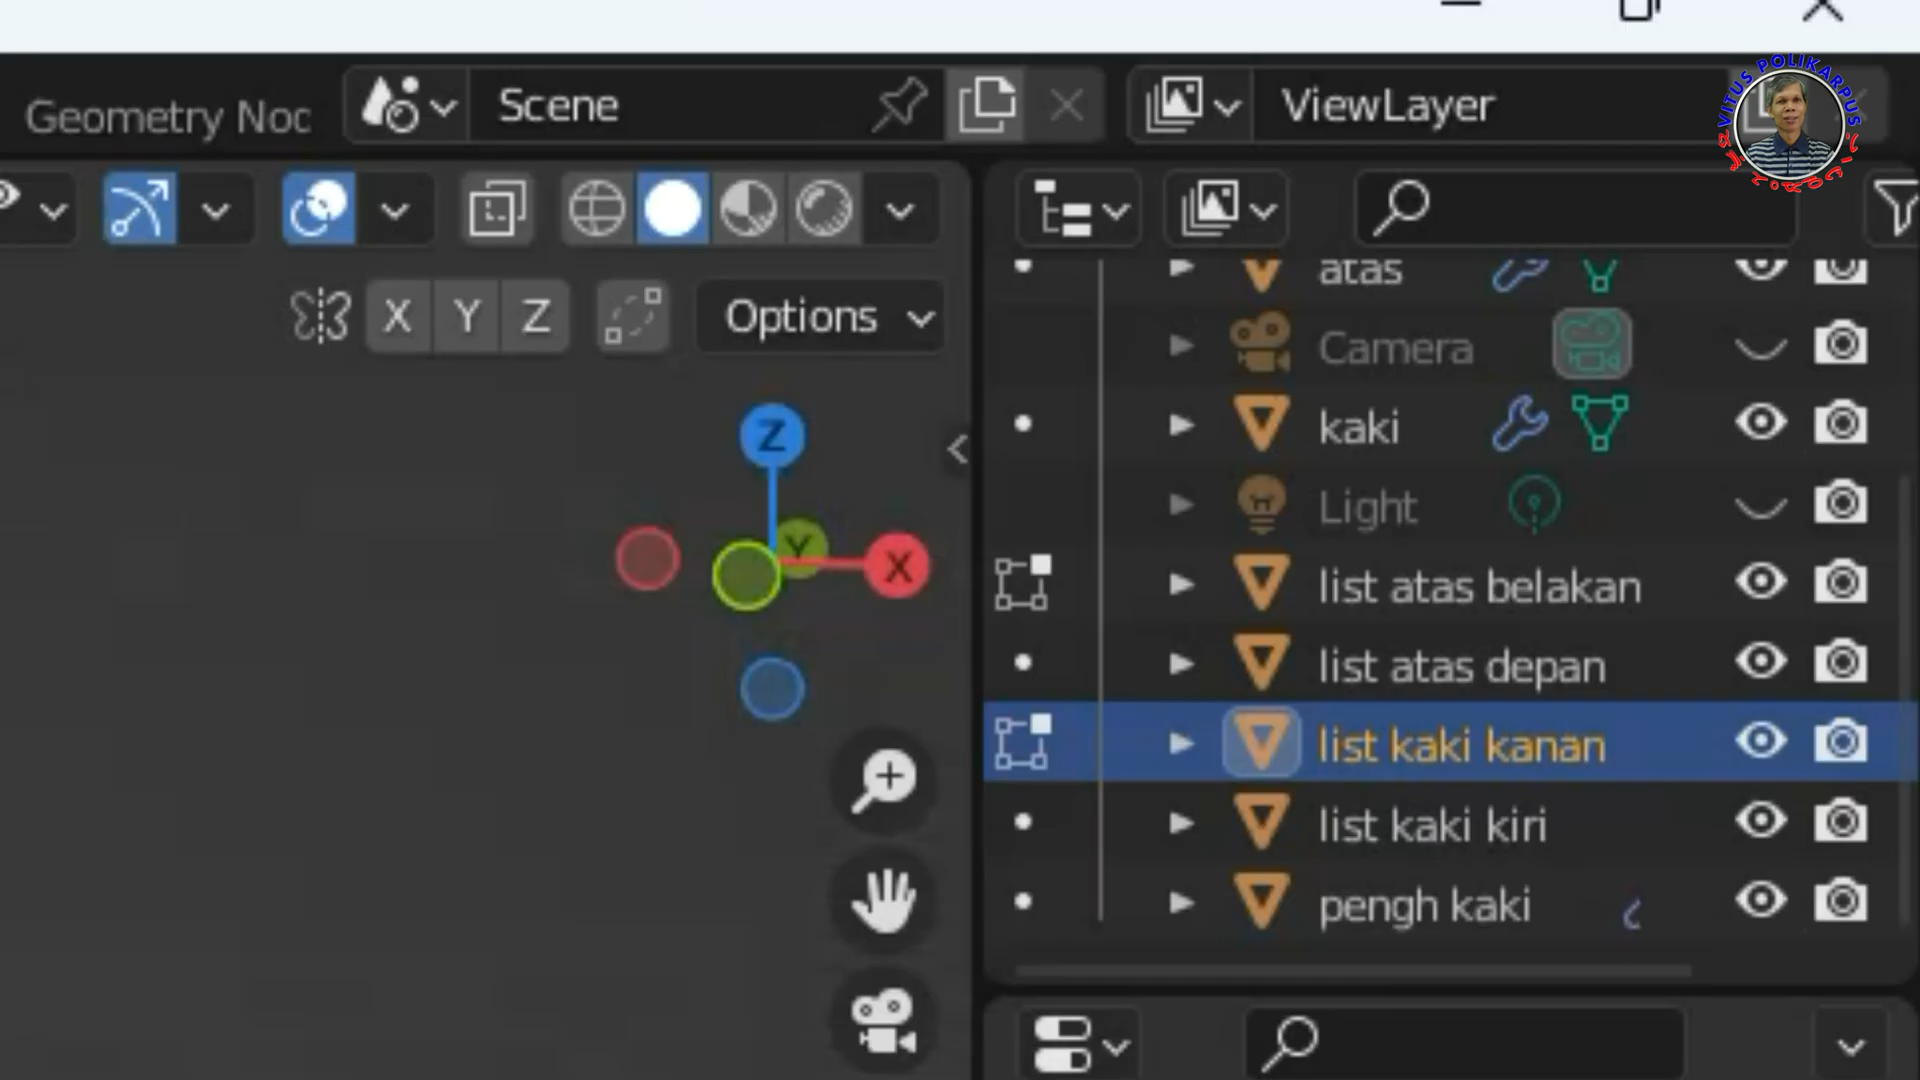 Geometry Noc
Scene
ViewLayer
VITUS POLIKARPUS
X Y Z
Options
Z
Y
X
atas
Camera
kaki
Light
list atas belakan
list atas depan
list kaki kanan
list kaki kiri
pengh kaki